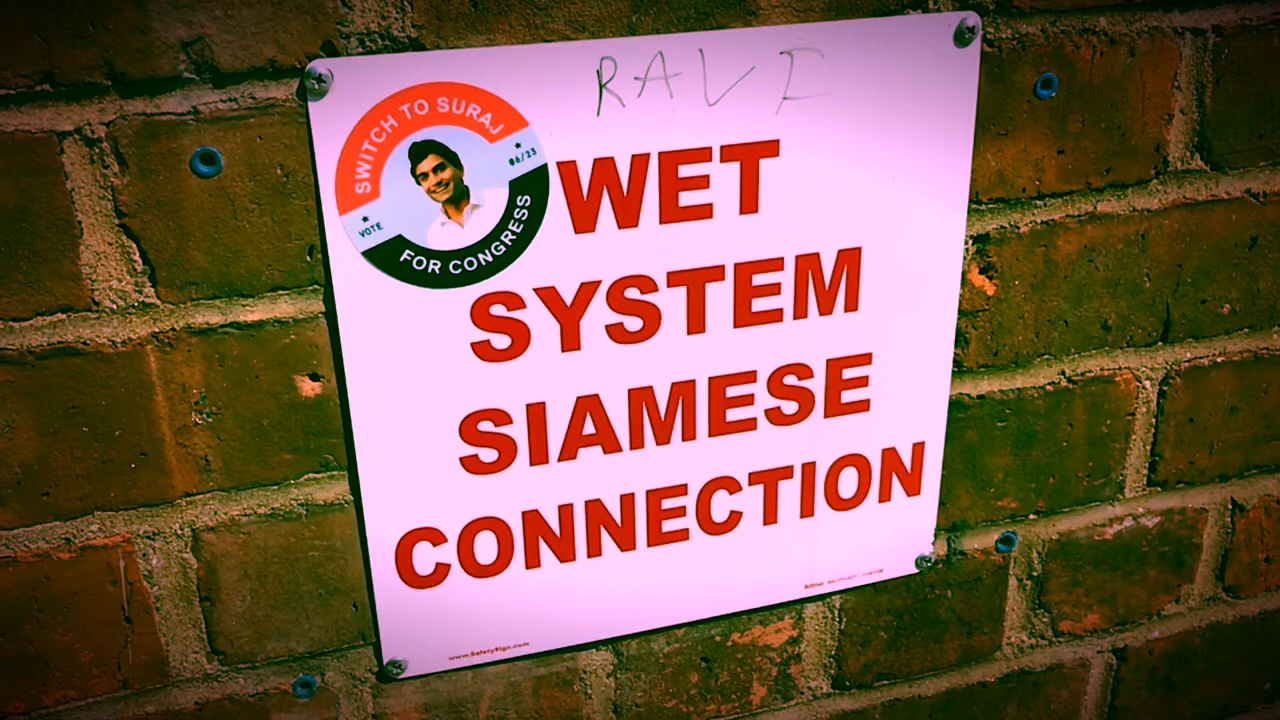 RAVI
SWITCH TO SURAJ
06/23
VOTE
FOR CONGRESS
WET
SYSTEM
SIAMESE
CONNECTION
www.SafetySign.com